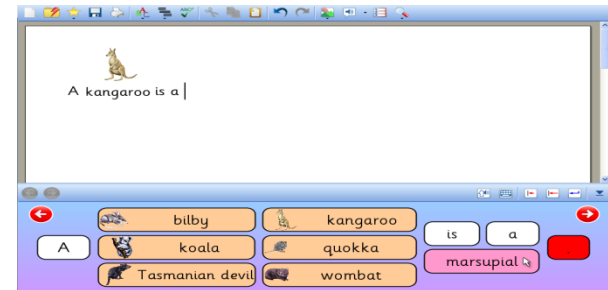 A kangaroo is a
bilby kangaroo
is a
A koala quokka
marsupial
Tasmanian devil wombat